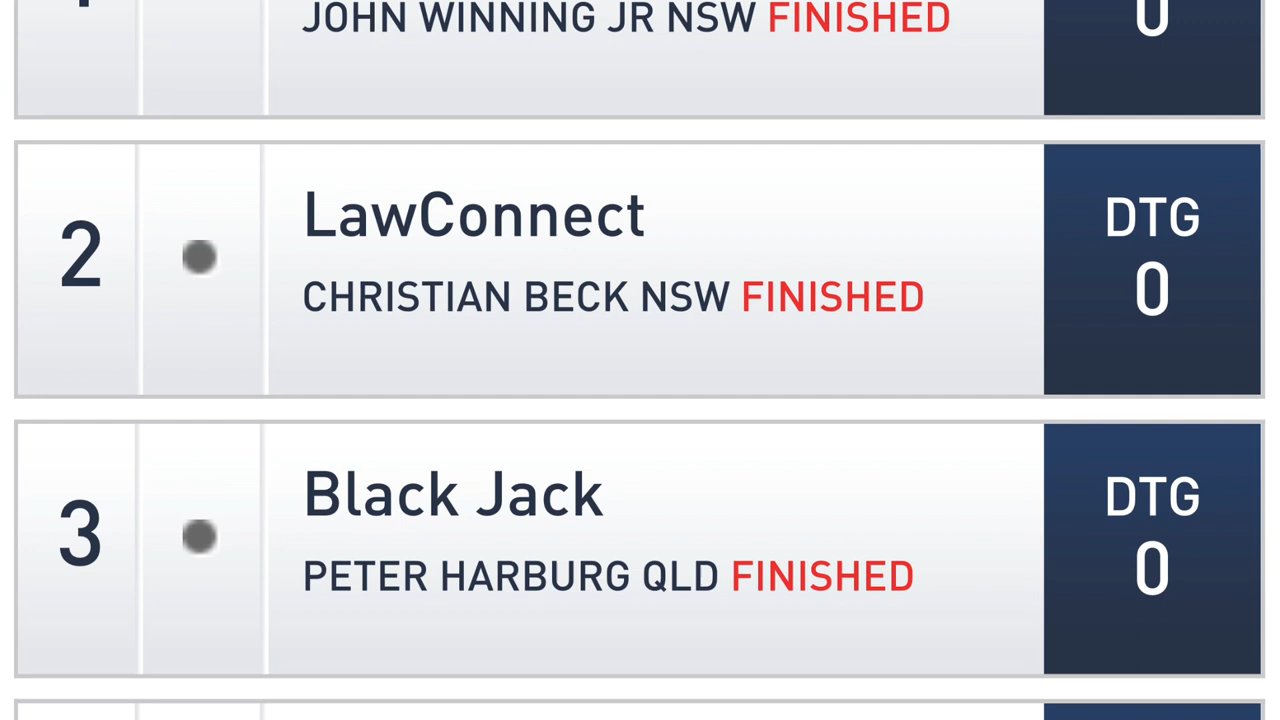 JOHN WINNING JR NSW FINISHED
0
2
LawConnect
CHRISTIAN BECK NSW FINISHED
DTG
0
3
Black Jack
PETER HARBURG QLD FINISHED
DTG
0